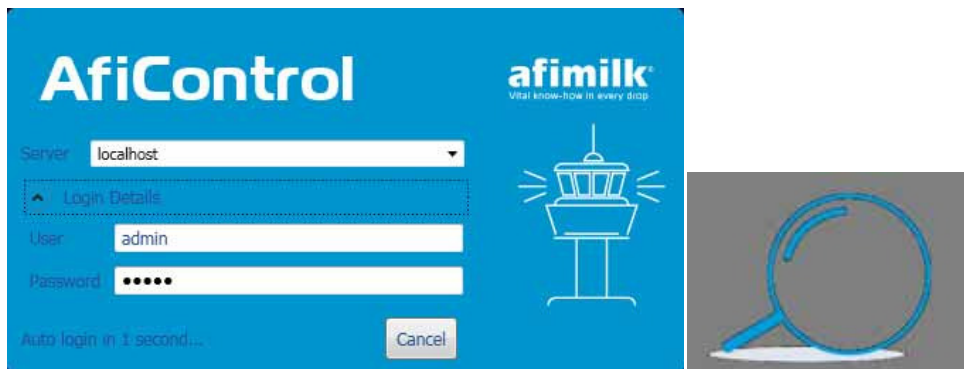 AfiControl
afimilk®
Vital know-how in every drop
Server localhost
Login Details
User admin
Password •••••
Auto login in 1 second...
Cancel